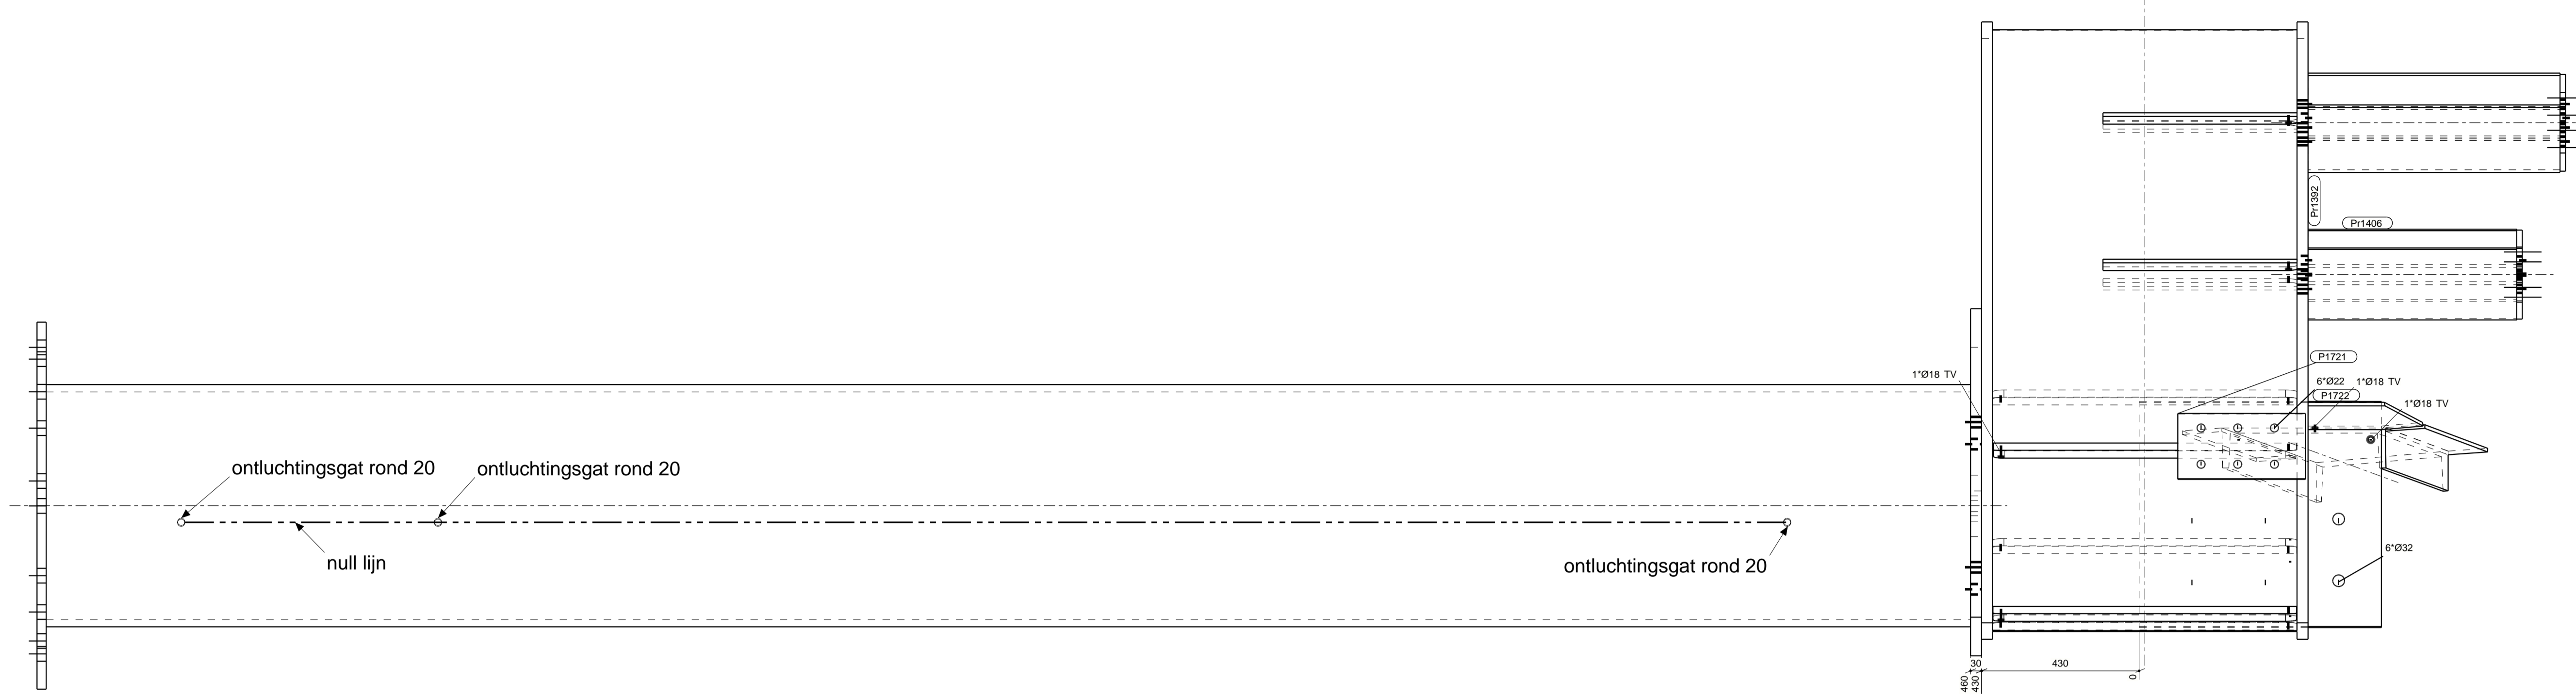 Pr1392
Pr1406
P1721
1*Ø18 TV
6*Ø22
1*Ø18 TV
P1722
1*Ø18 TV
ontluchtingsgat rond 20
ontluchtingsgat rond 20
null lijn
ontluchtingsgat rond 20
6*Ø32
30
430
460
430
0